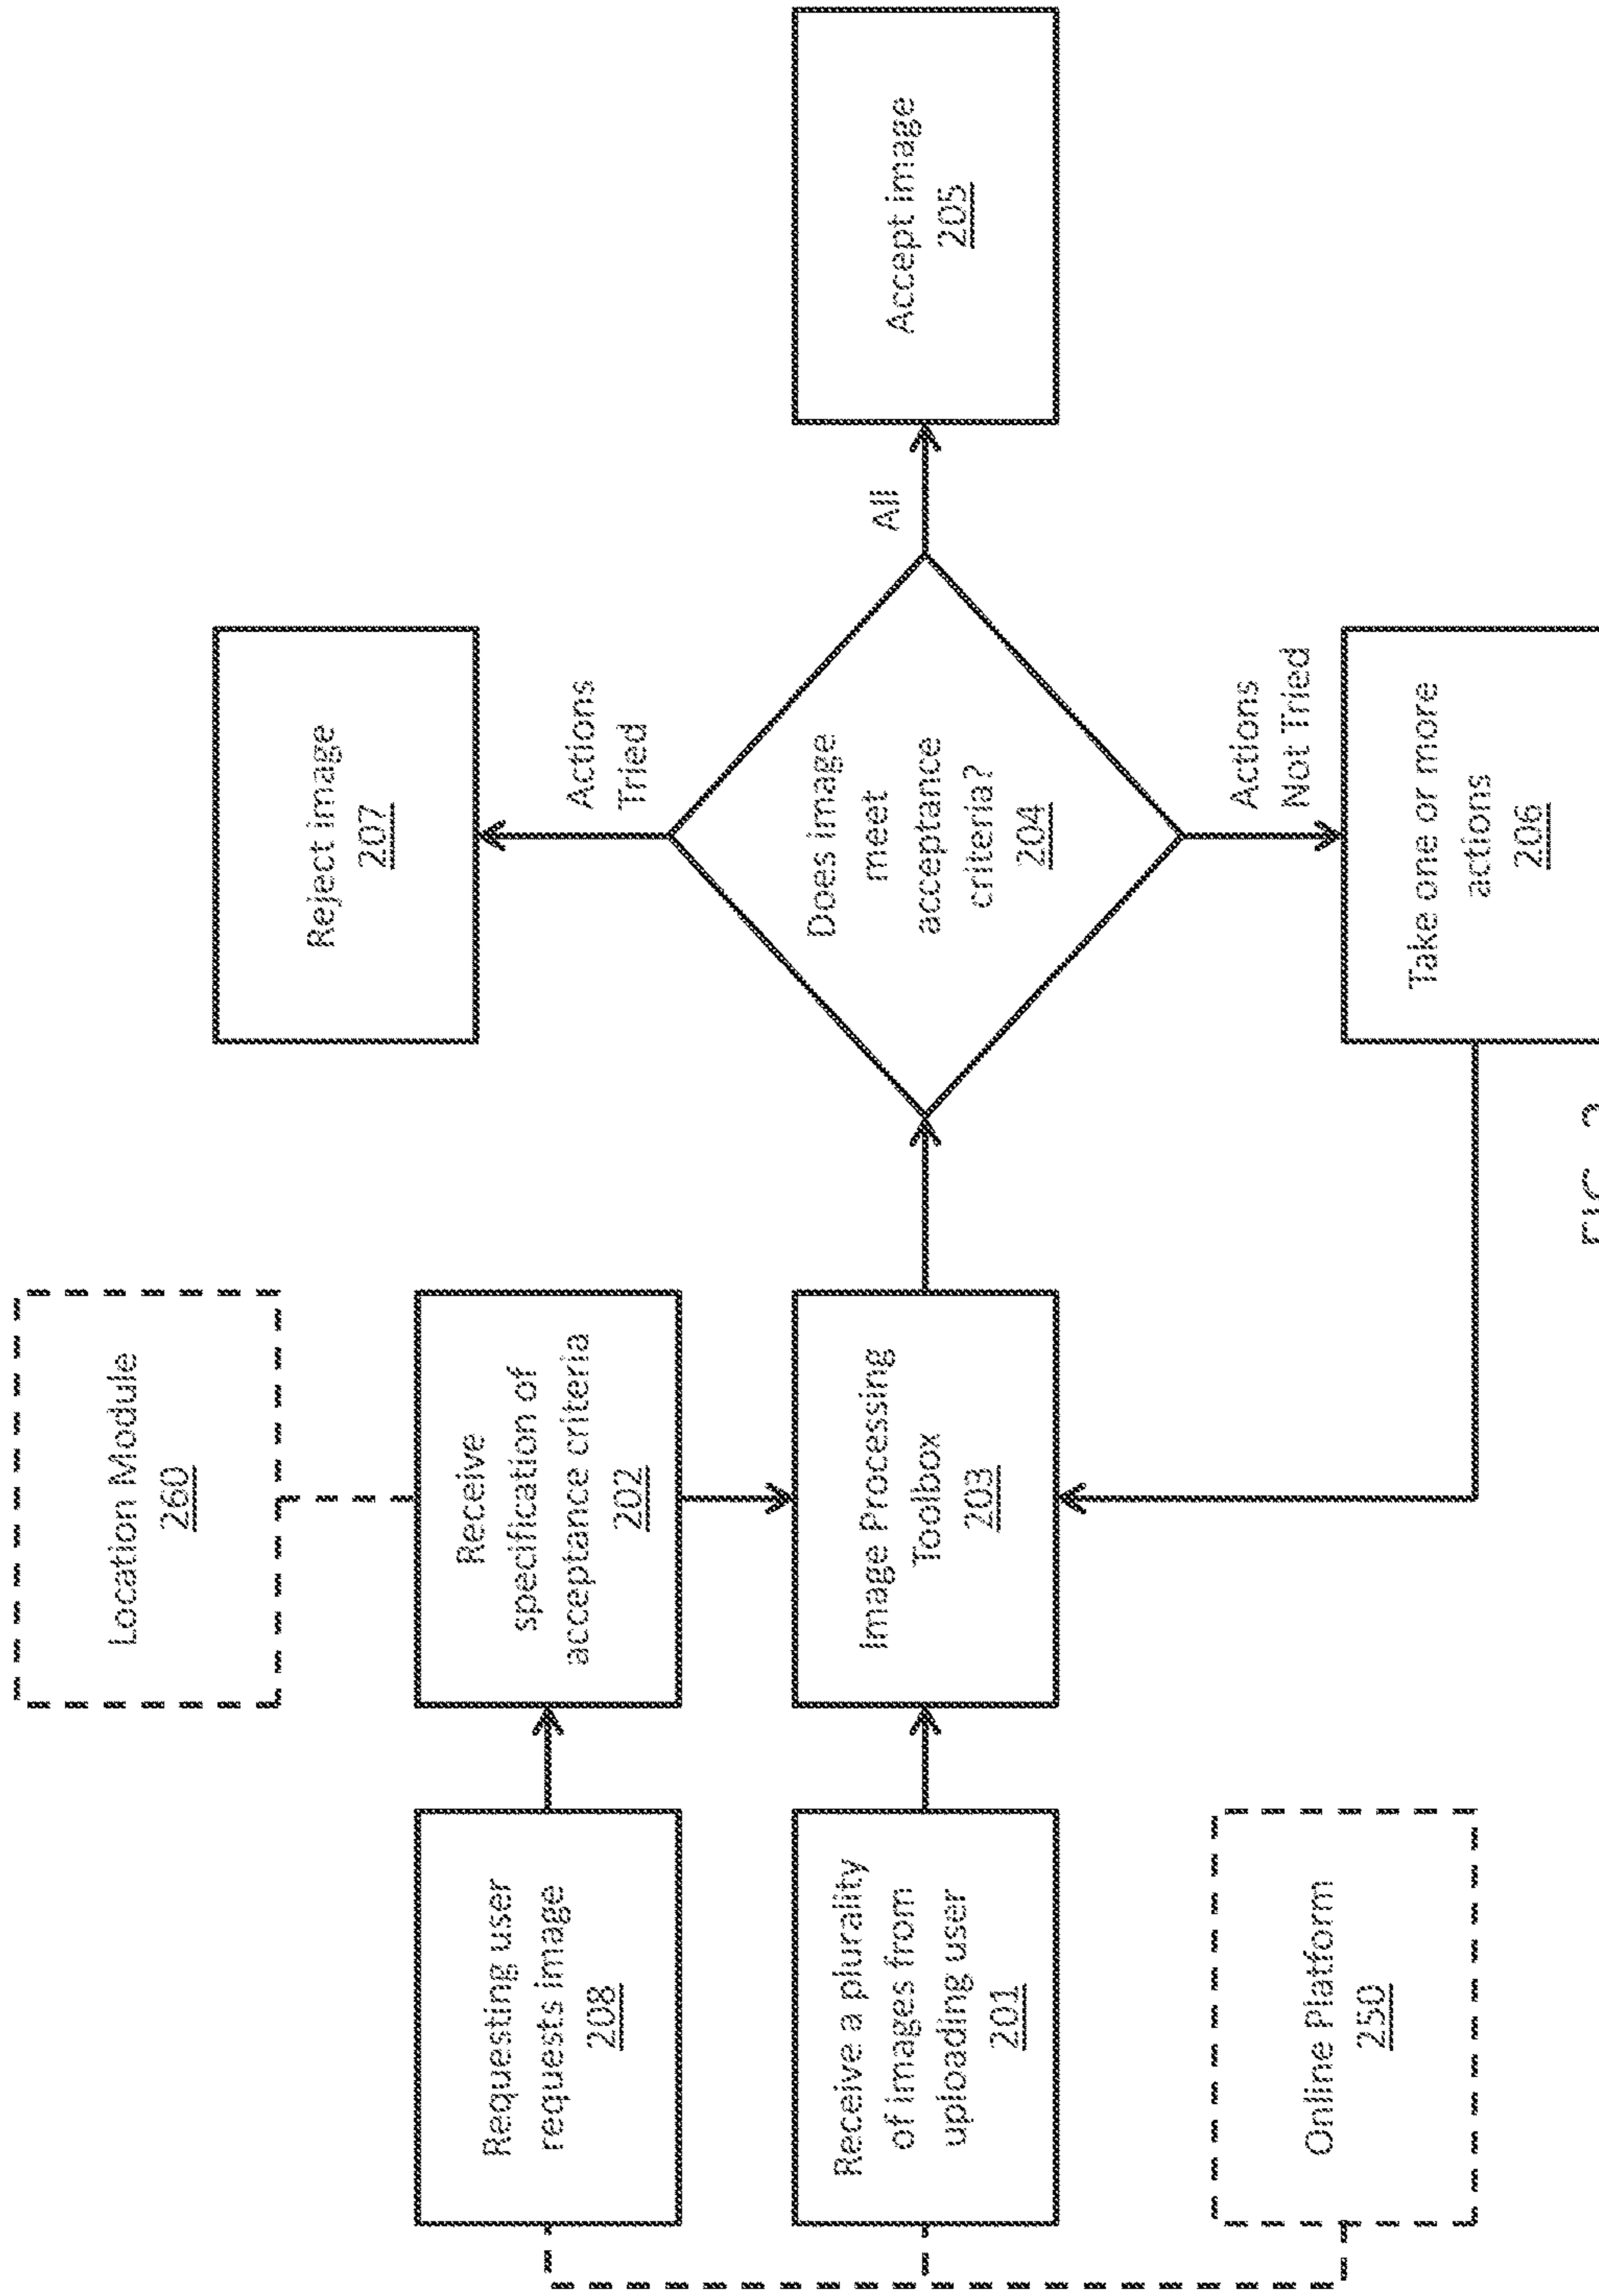 Location Module
260
Requesting user
requests image
208
Receive
specification of
acceptance criteria
202
Reject image
207
Actions
Tried
Receive a plurality
of images from
uploading user
201
Image Processing
Toolbox
203
Does image
meet
acceptance
criteria?
204
All
Accept image
205
Online Platform
250
Actions
Not Tried
Take one or more
actions
206